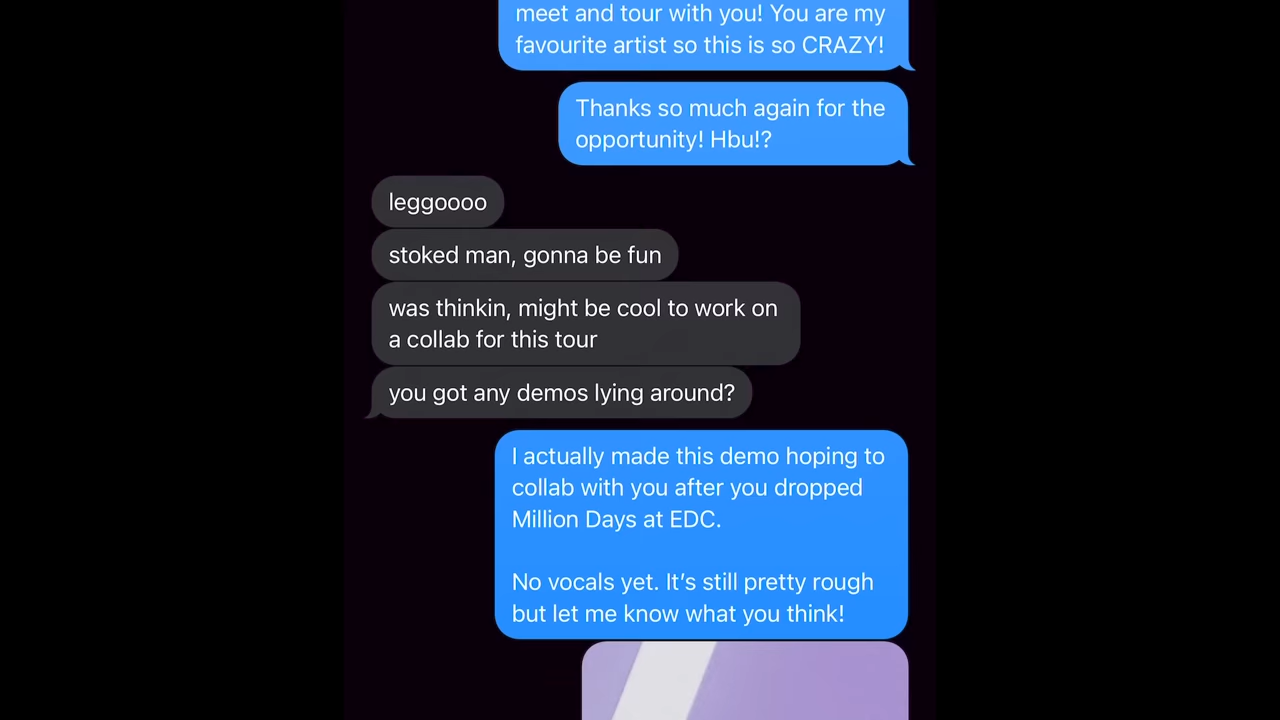 meet and tour with you! You are my
favourite artist so this is so CRAZY!
Thanks so much again for the
opportunity! Hbu!?
leggoooo
stoked man, gonna be fun
was thinkin, might be cool to work on
a collab for this tour
you got any demos lying around?
I actually made this demo hoping to
collab with you after you dropped
Million Days at EDC.
No vocals yet. It’s still pretty rough
but let me know what you think!